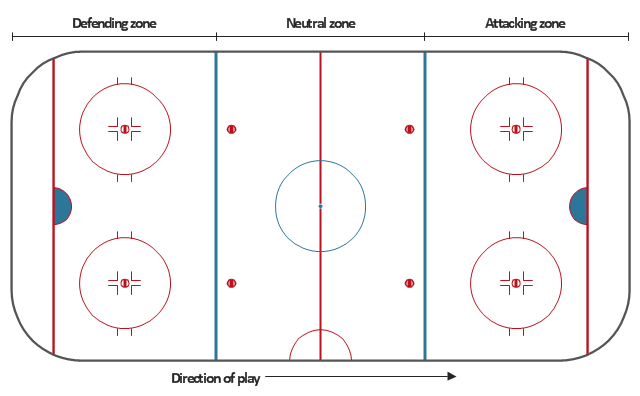 Defending zone
Neutral zone
Attacking zone
Direction of play